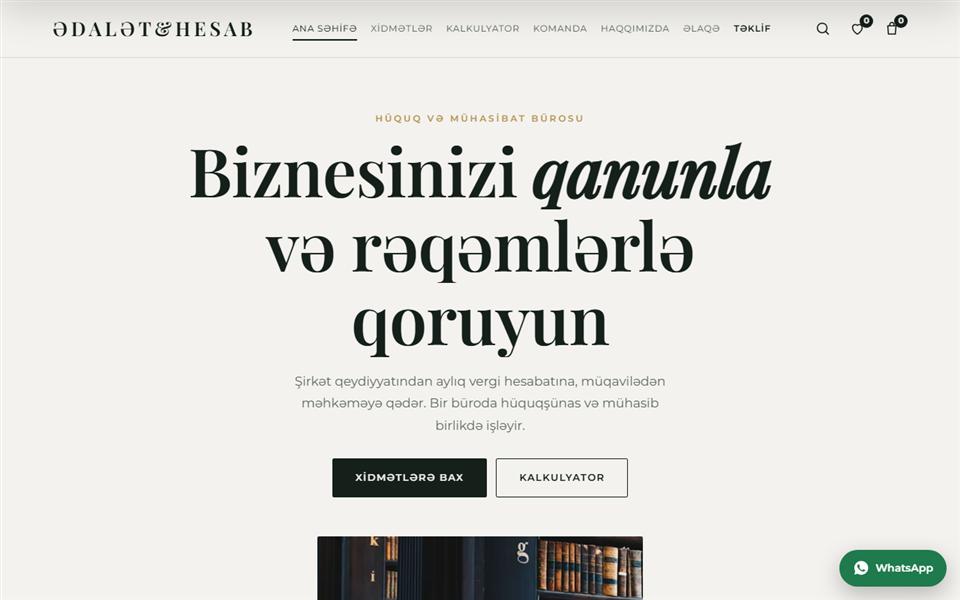 ƏDALƏT&HESAB
ANA SƏHİFƏ XİDMƏTLƏR KALKULYATOR KOMANDA HAQQIMIZDA ƏLAQƏ TƏKLİF
0 0
HÜQUQ VƏ MÜHASİBAT BÜROSU
Biznesinizi qanunla
və rəqəmlərlə
qoruyun
Şirkət qeydiyyatından aylıq vergi hesabatına, müqavilədən
məhkəməyə qədər. Bir büroda hüquqşünas və mühasib
birlikdə işləyir.
XİDMƏTLƏRƏ BAX KALKULYATOR
k
i
g
WhatsApp